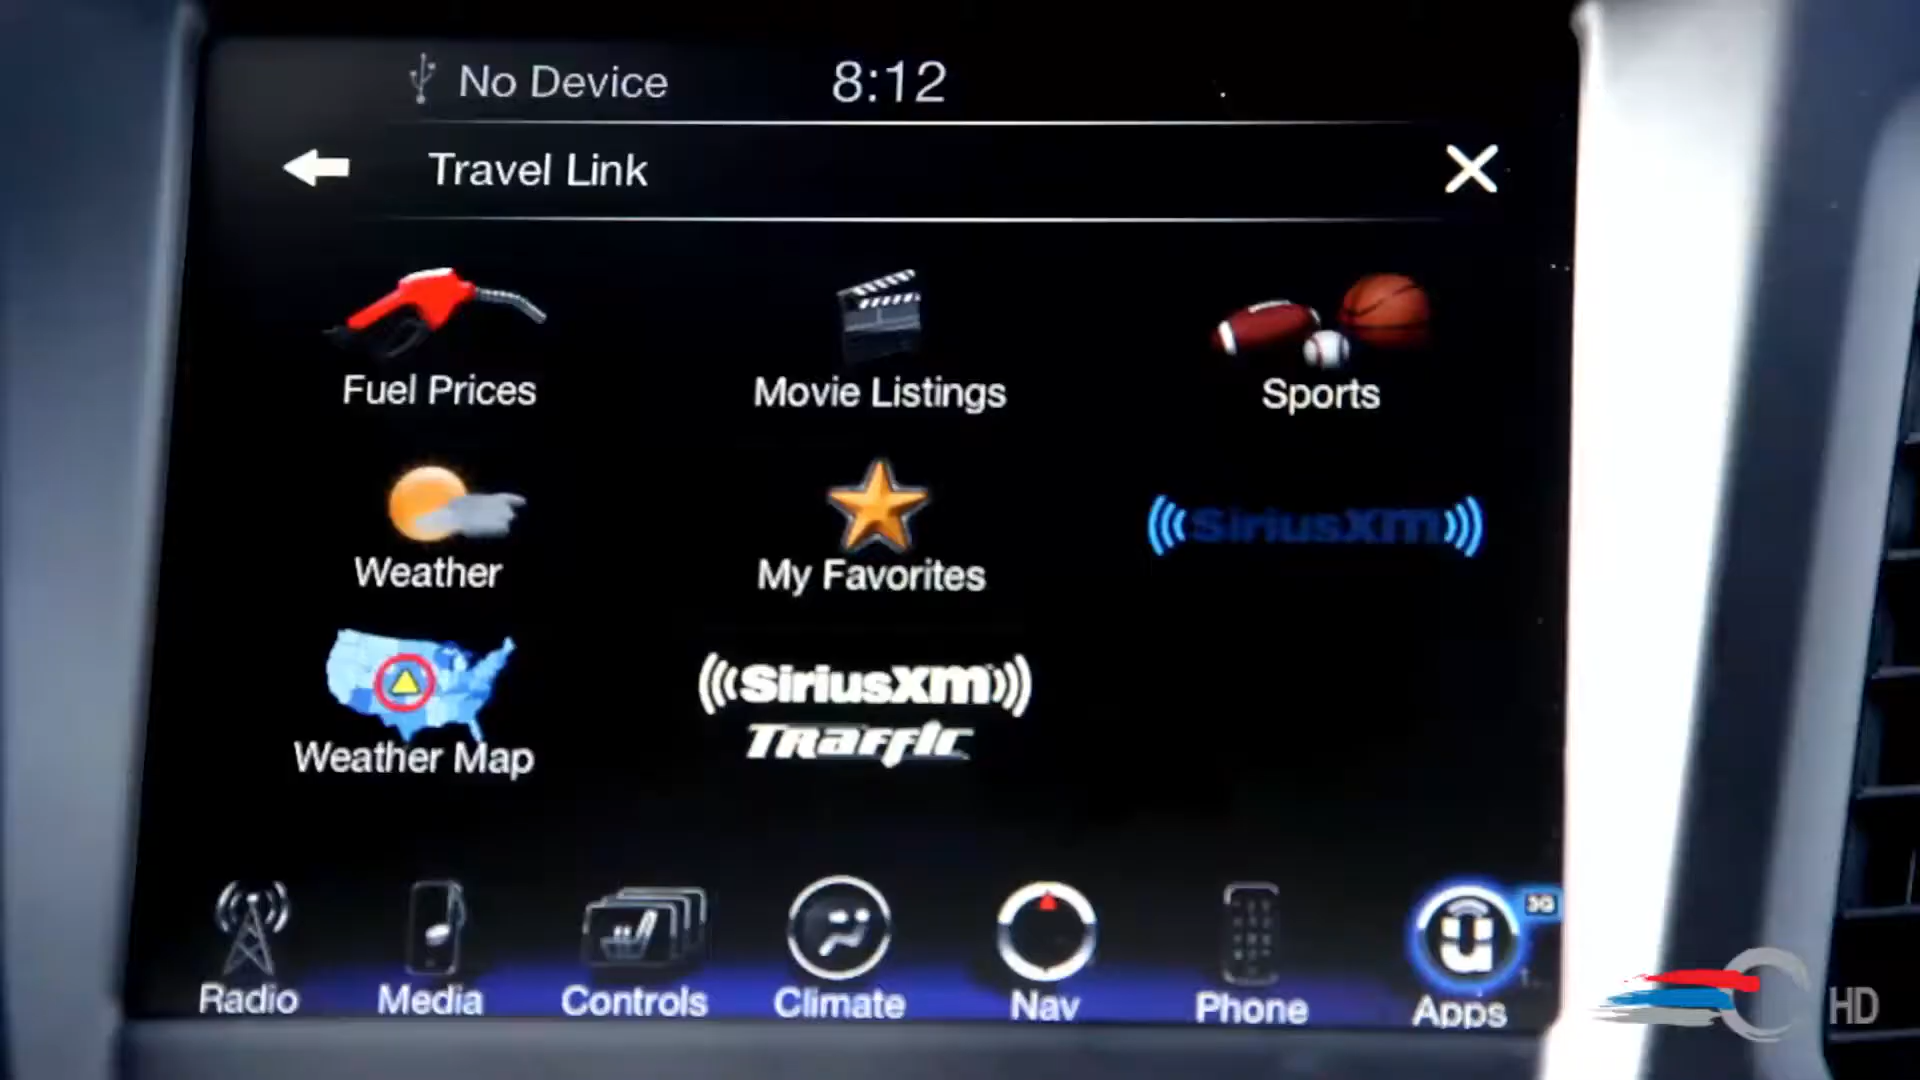 No Device 8:12
Travel Link
Fuel Prices
Movie Listings
Sports
Weather
My Favorites
SiriusXM
Weather Map
SiriusXM
Traffic
Radio
Media
Controls
Climate
Nav
Phone
Apps
3G
u
HD